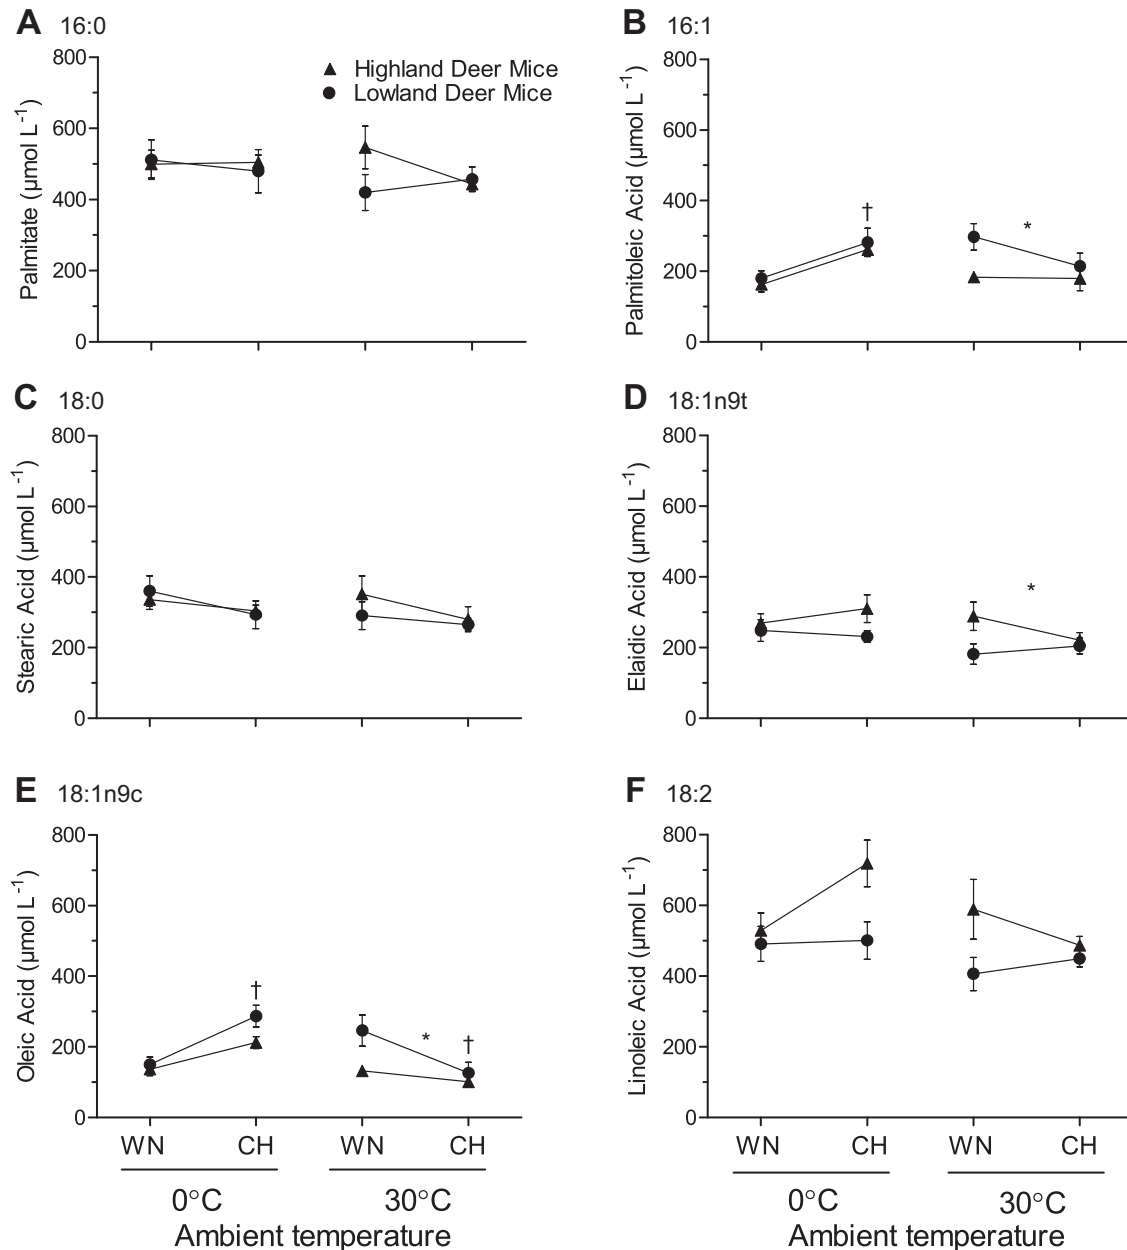 A 16:0
800
600
400
200
0
Palmitate (µmol L⁻¹)
Highland Deer Mice
Lowland Deer Mice
B 16:1
800
600
400
200
0
Palmitoleic Acid (µmol L⁻¹)
†
*
C 18:0
800
600
400
200
0
Stearic Acid (µmol L⁻¹)
D 18:1n9t
800
600
400
200
0
Elaidic Acid (µmol L⁻¹)
*
E 18:1n9c
800
600
400
200
0
Oleic Acid (µmol L⁻¹)
†
*
†
WN CH WN CH
0°C 30°C
Ambient temperature
F 18:2
800
600
400
200
0
Linoleic Acid (µmol L⁻¹)
WN CH WN CH
0°C 30°C
Ambient temperature